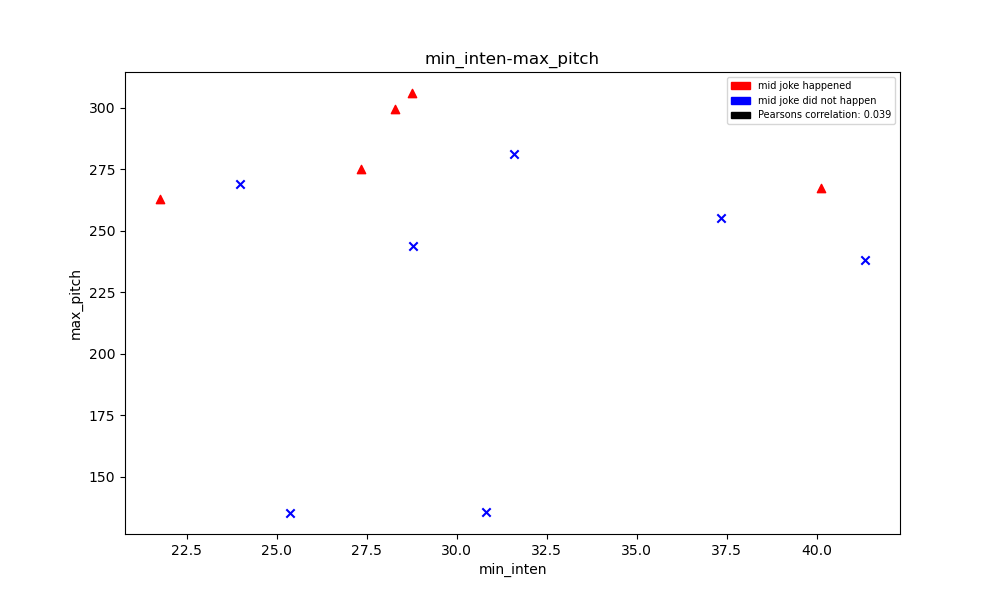 min_inten-max_pitch
mid joke happened
mid joke did not happen
Pearsons correlation: 0.039
300
275
250
225
200
175
150
max_pitch
22.5 25.0 27.5 30.0 32.5 35.0 37.5 40.0
min_inten